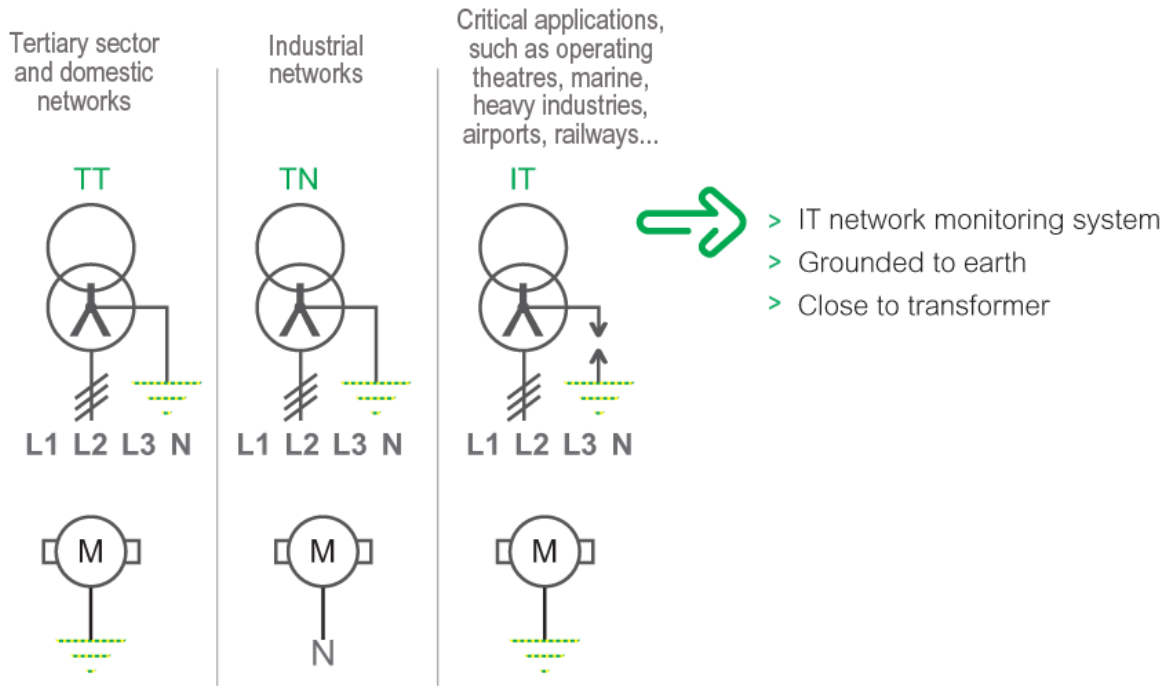 Tertiary sector
and domestic
networks
Industrial
networks
Critical applications,
such as operating
theatres, marine,
heavy industries,
airports, railways...
TT
TN
IT
> IT network monitoring system
> Grounded to earth
> Close to transformer
L1 L2 L3 N
L1 L2 L3 N
L1 L2 L3 N
M
M
M
N